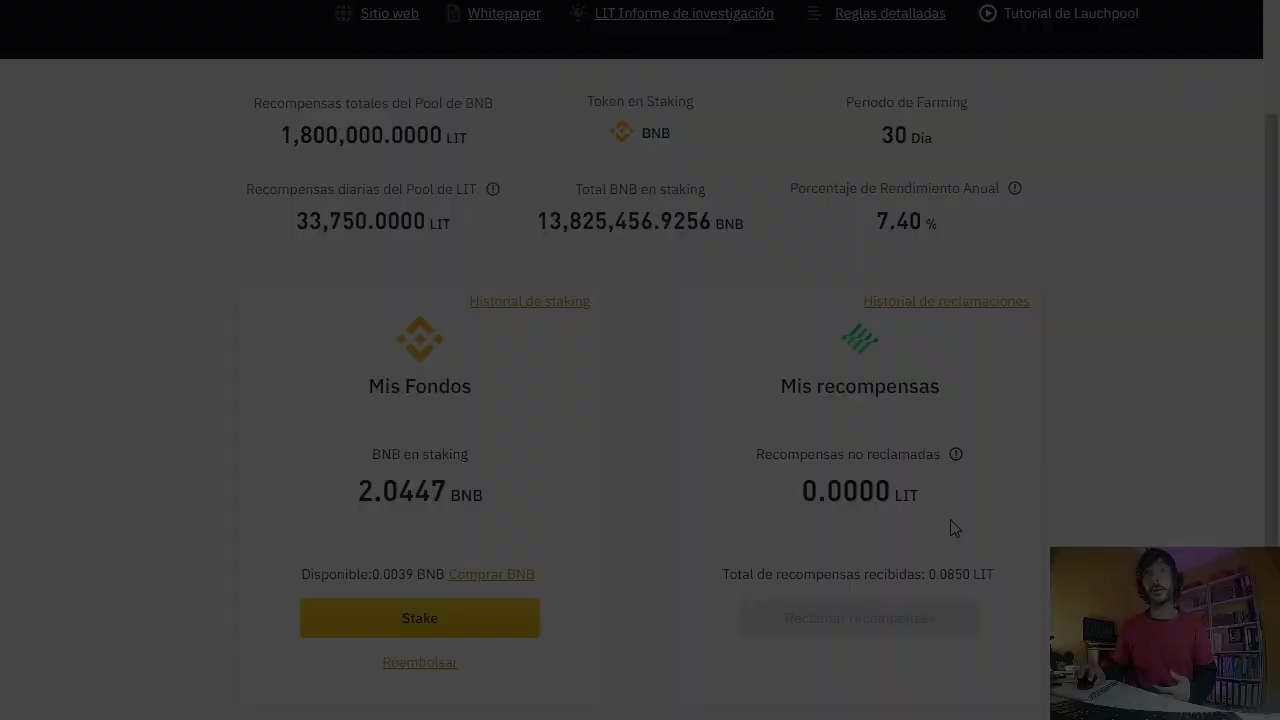 Sitio web Whitepaper LIT Informe de investigación Reglas detalladas Tutorial de Lauchpool
Recompensas totales del Pool de BNB Token en Staking Periodo de Farming
1,800,000.0000 LIT BNB 30 Día
Recompensas diarias del Pool de LIT Total BNB en staking Porcentaje de Rendimiento Anual
33,750.0000 LIT 13,825,456.9256 BNB 7.40 %
Historial de staking Historial de reclamaciones
Mis Fondos Mis recompensas
BNB en staking Recompensas no reclamadas
2.0447 BNB 0.0000 LIT
Disponible:0.0039 BNB Comprar BNB Total de recompensas recibidas: 0.0850 LIT
Stake Reclamar recompensas
Reembolsar